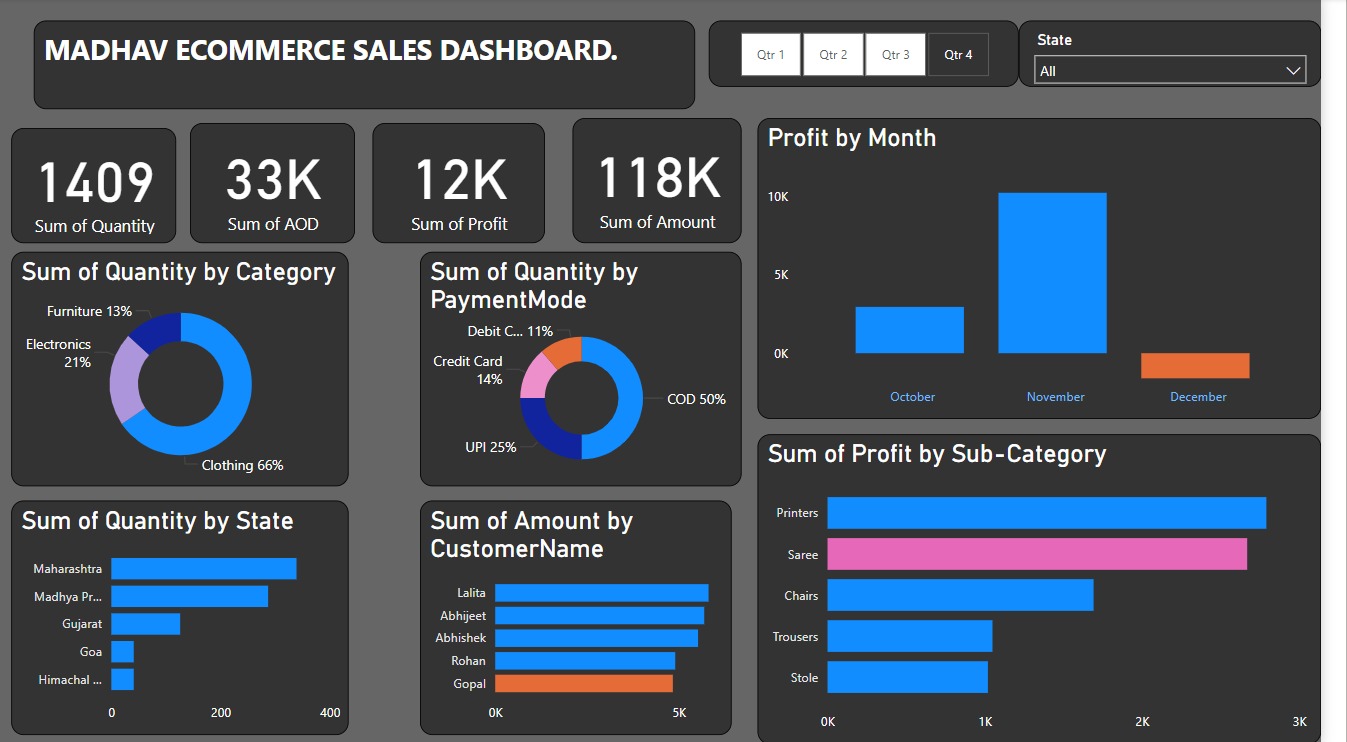 MADHAV ECOMMERCE SALES DASHBOARD.
Qtr 1
Qtr 2
Qtr 3
Qtr 4
State
All
1409
Sum of Quantity
33K
Sum of AOD
12K
Sum of Profit
118K
Sum of Amount
Profit by Month
10K
5K
0K
October
November
December
Sum of Quantity by Category
Furniture 13%
Electronics
21%
Clothing 66%
Sum of Quantity by
PaymentMode
Debit C... 11%
Credit Card
14%
UPI 25%
COD 50%
Sum of Profit by Sub-Category
Printers
Saree
Chairs
Trousers
Stole
0K
1K
2K
3K
Sum of Quantity by State
Maharashtra
Madhya Pr...
Gujarat
Goa
Himachal ...
0
200
400
Sum of Amount by
CustomerName
Lalita
Abhijeet
Abhishek
Rohan
Gopal
0K
5K